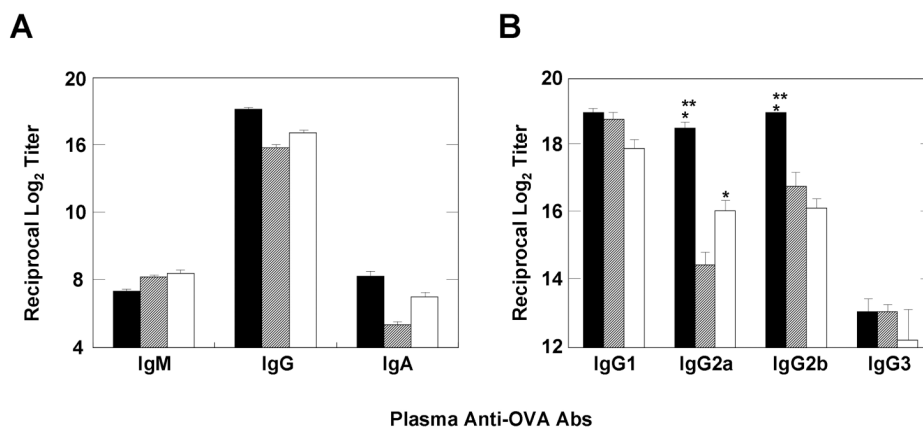 A
Reciprocal Log2 Titer
20
16
10
8
4
IgM IgG IgA
B
Reciprocal Log2 Titer
20
18
16
14
12
**
*
*
**
*
IgG1 IgG2a IgG2b IgG3
Plasma Anti-OVA Abs